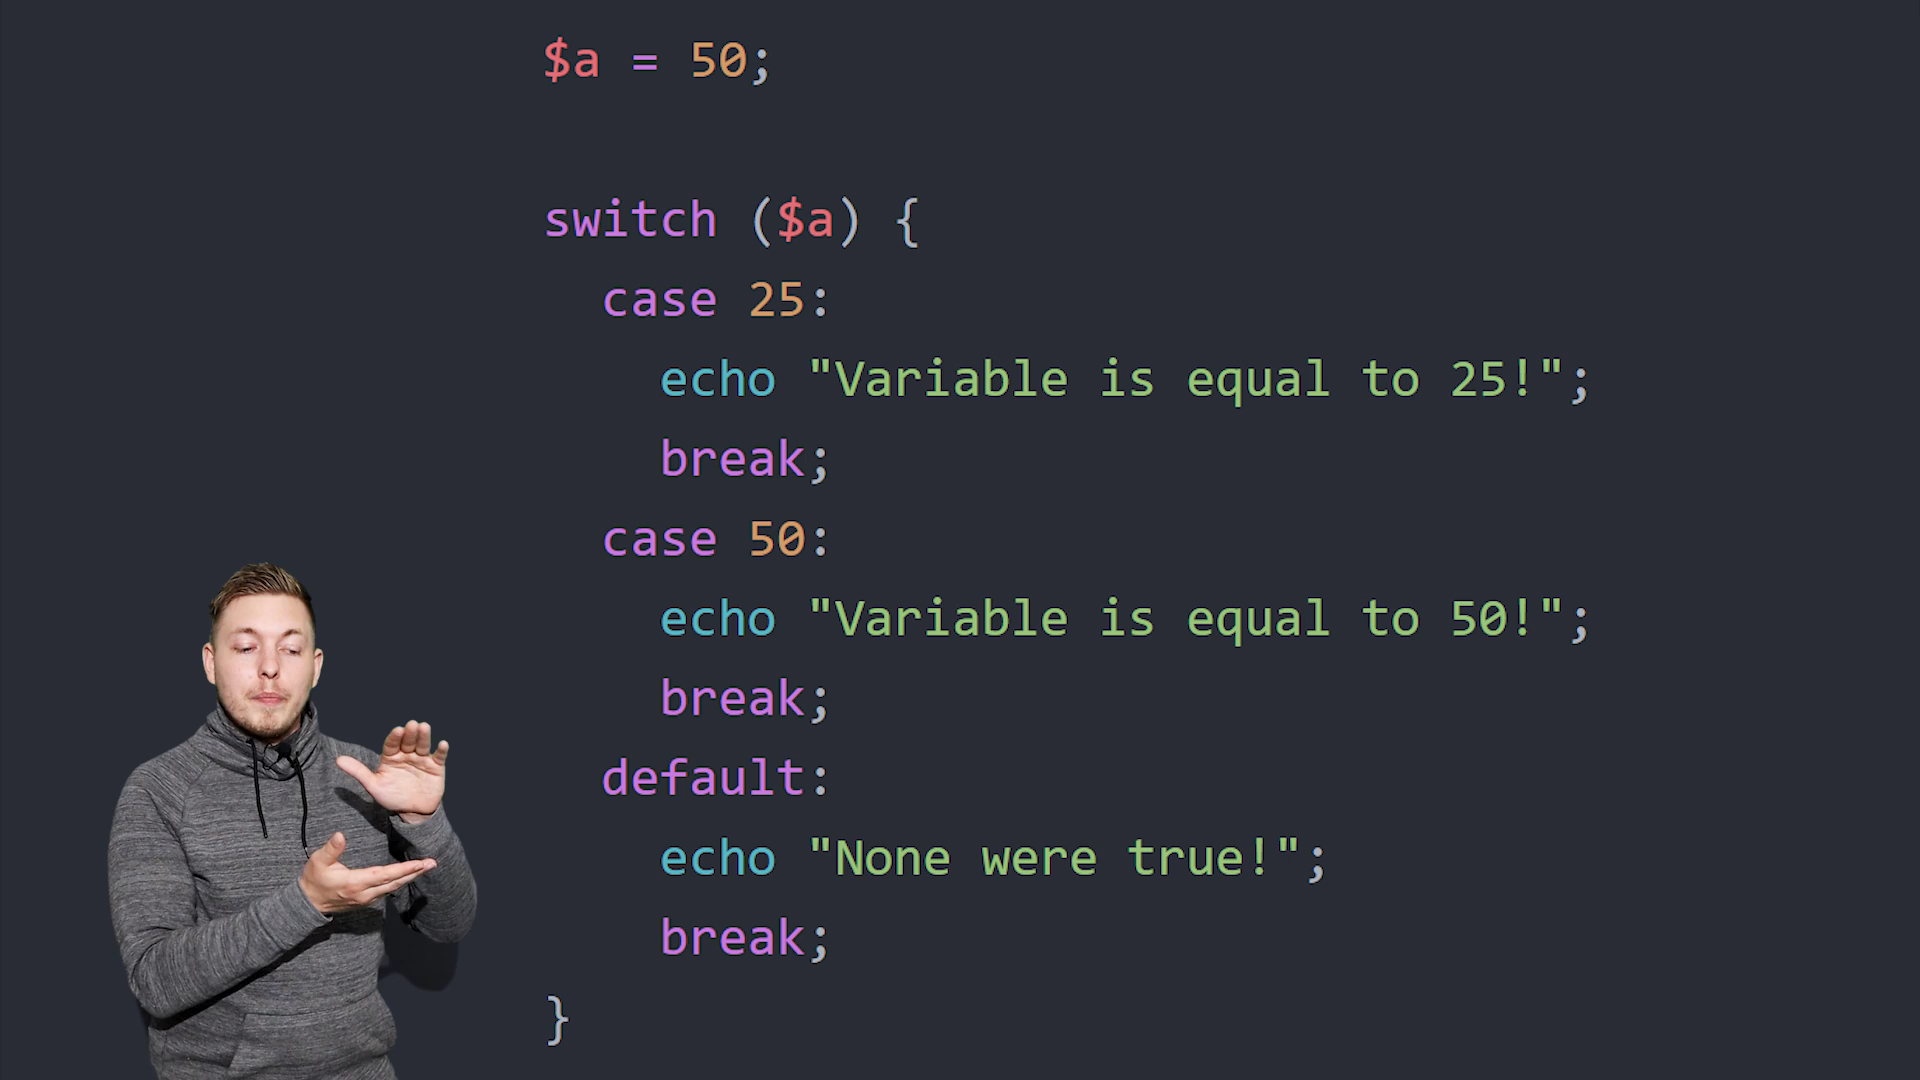 $a = 50;
switch ($a) {
case 25:
echo "Variable is equal to 25!";
break;
case 50:
echo "Variable is equal to 50!";
break;
default:
echo "None were true!";
break;
}